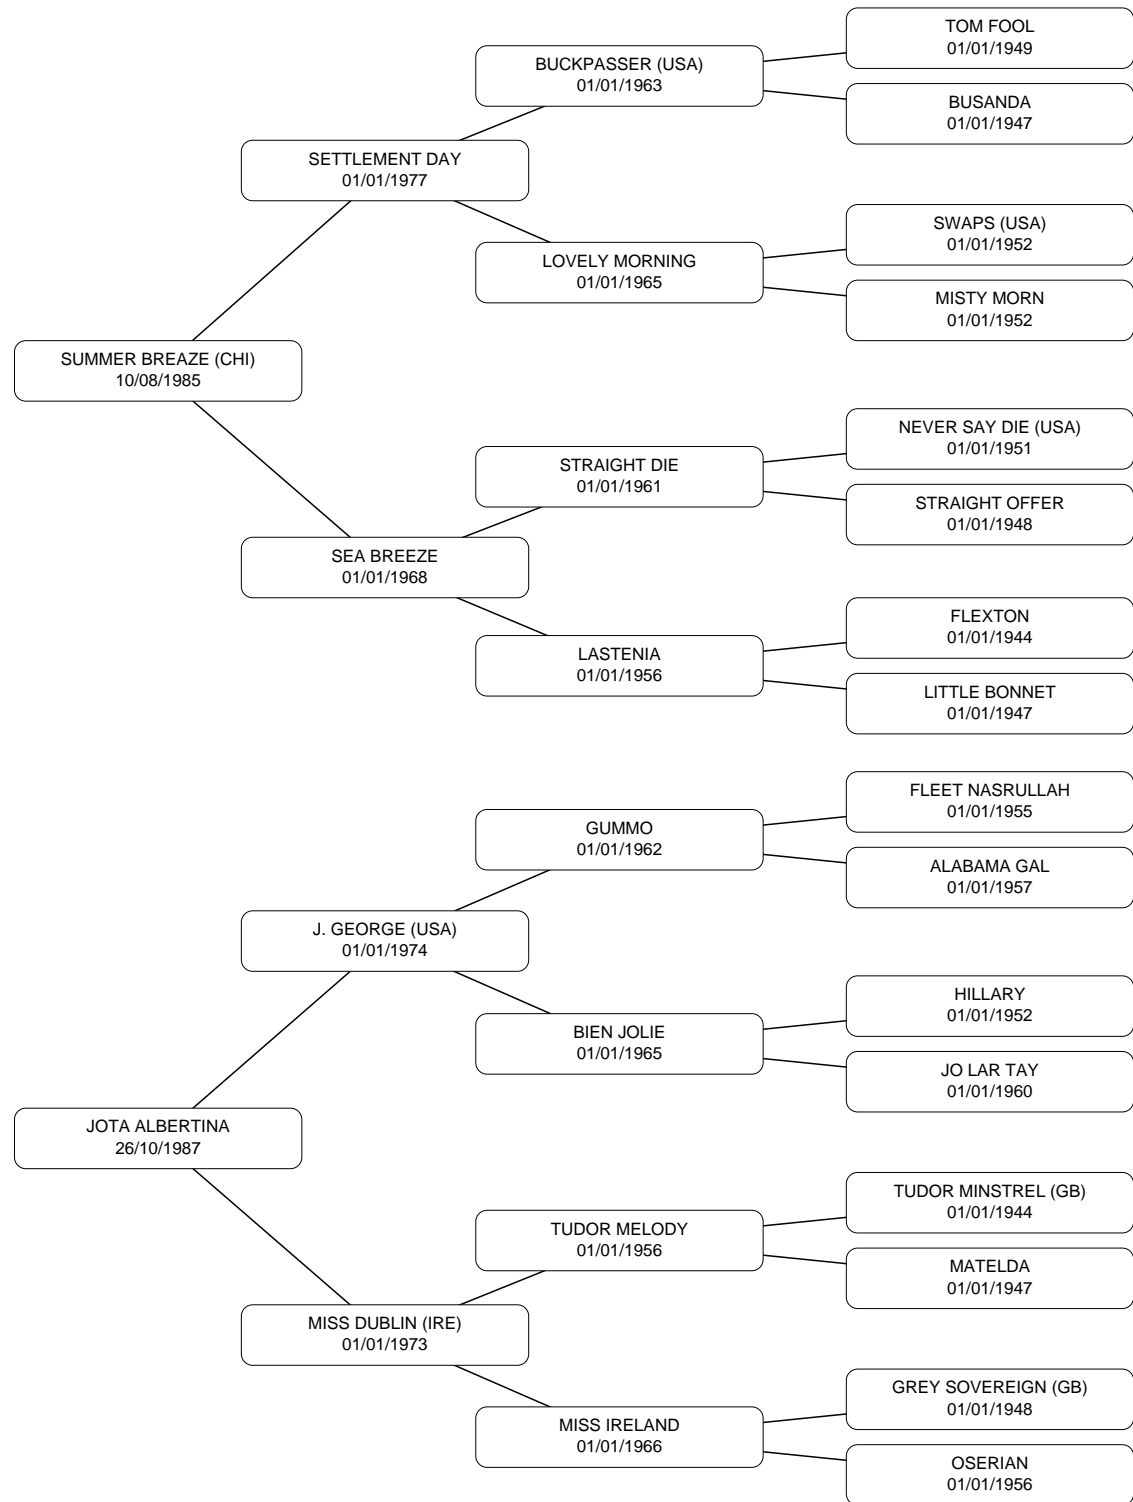 TOM FOOL
01/01/1949
BUCKPASSER (USA)
01/01/1963
BUSANDA
01/01/1947
SETTLEMENT DAY
01/01/1977
SWAPS (USA)
01/01/1952
LOVELY MORNING
01/01/1965
MISTY MORN
01/01/1952
SUMMER BREAZE (CHI)
10/08/1985
NEVER SAY DIE (USA)
01/01/1951
STRAIGHT DIE
01/01/1961
STRAIGHT OFFER
01/01/1948
SEA BREEZE
01/01/1968
FLEXTON
01/01/1944
LASTENIA
01/01/1956
LITTLE BONNET
01/01/1947
FLEET NASRULLAH
01/01/1955
GUMMO
01/01/1962
ALABAMA GAL
01/01/1957
J. GEORGE (USA)
01/01/1974
HILLARY
01/01/1952
BIEN JOLIE
01/01/1965
JO LAR TAY
01/01/1960
JOTA ALBERTINA
26/10/1987
TUDOR MINSTREL (GB)
01/01/1944
TUDOR MELODY
01/01/1956
MATELDA
01/01/1947
MISS DUBLIN (IRE)
01/01/1973
GREY SOVEREIGN (GB)
01/01/1948
MISS IRELAND
01/01/1966
OSERIAN
01/01/1956